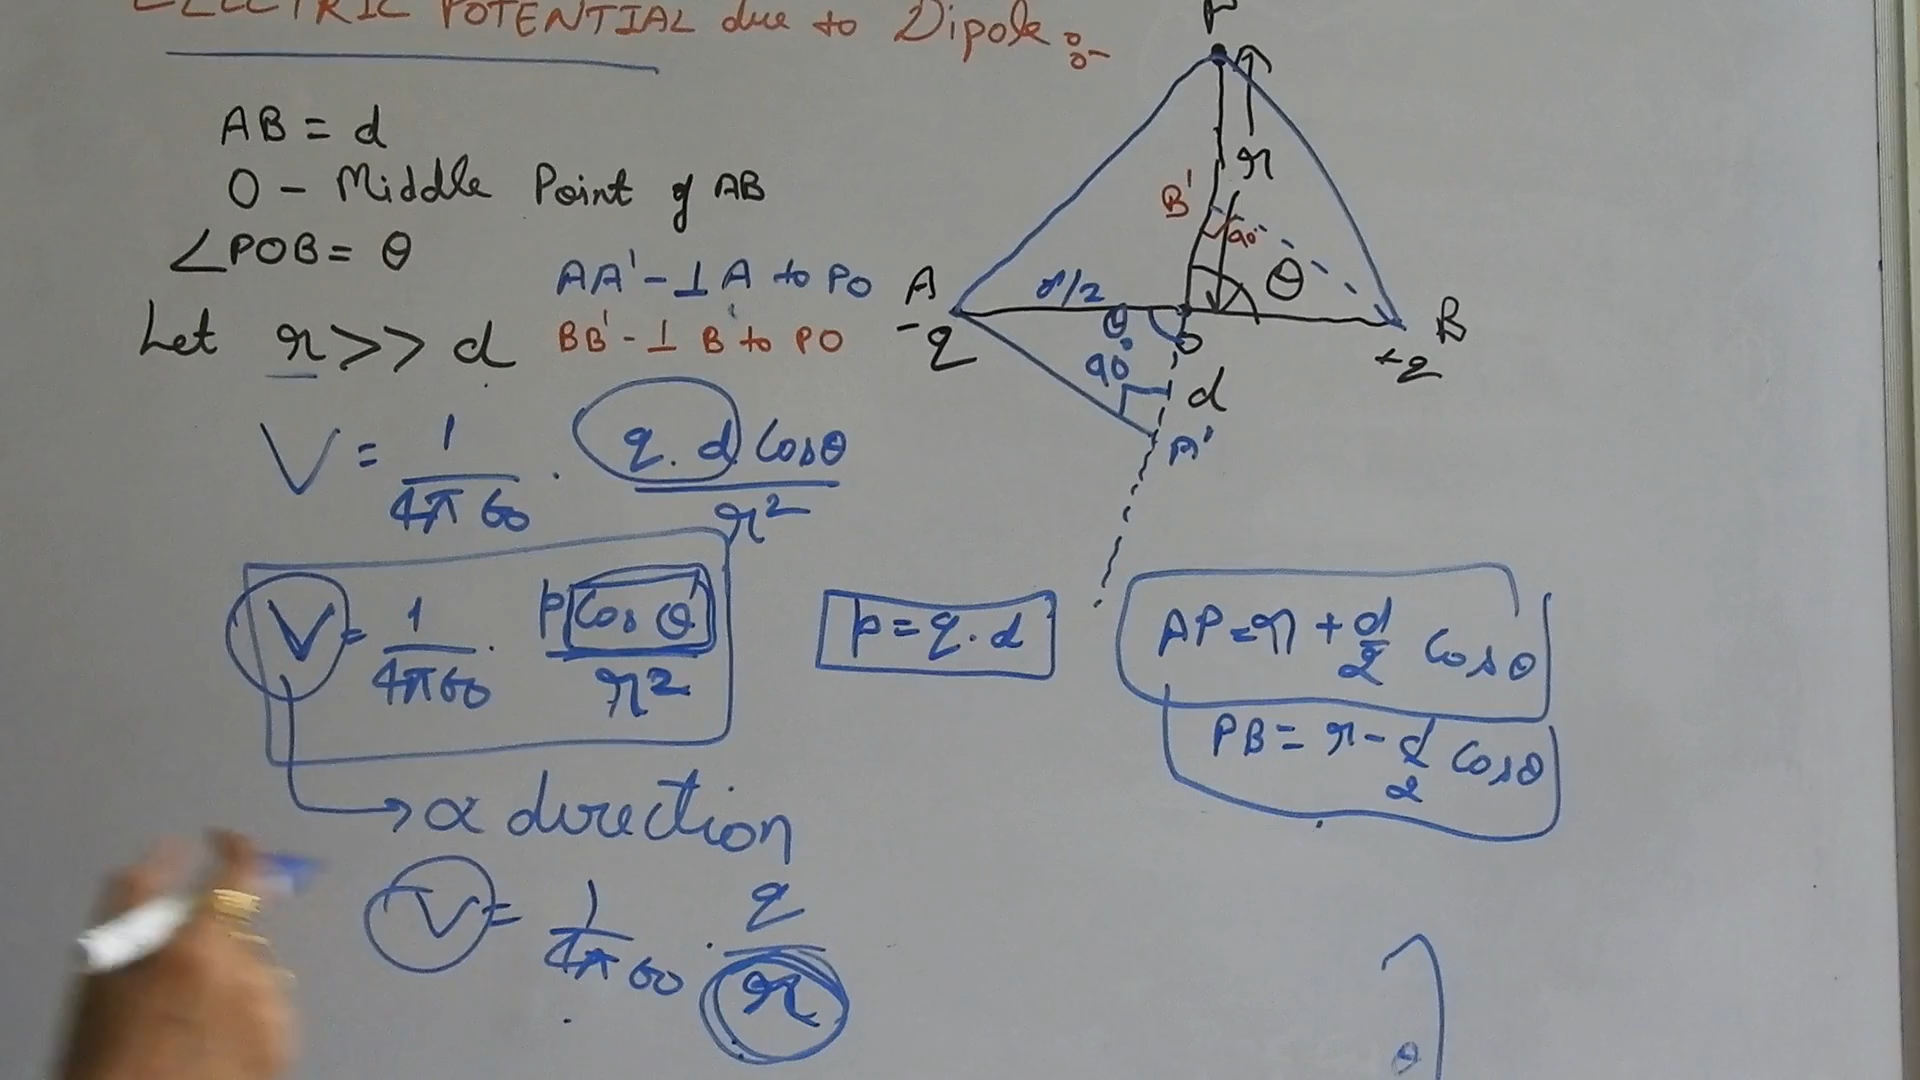 ELECTRIC POTENTIAL due to Dipole :-
AB = d
O - Middle Point of AB
∠POB = θ
AA' - ⊥ A to PO
Let r >> d
BB' - ⊥ B to PO
V = 1/4πε0 . q.d cosθ/r²
V = 1/4πε0 . p cos θ/r²
p = q.d
AP = r + d/2 cosθ
PB = r - d/2 cosθ
∝ direction
V = 1/4πε0 . q/r
P
r
B'
90°
θ
A
-q
d/2
θ
O
B
+q
90°
d
A'
θ